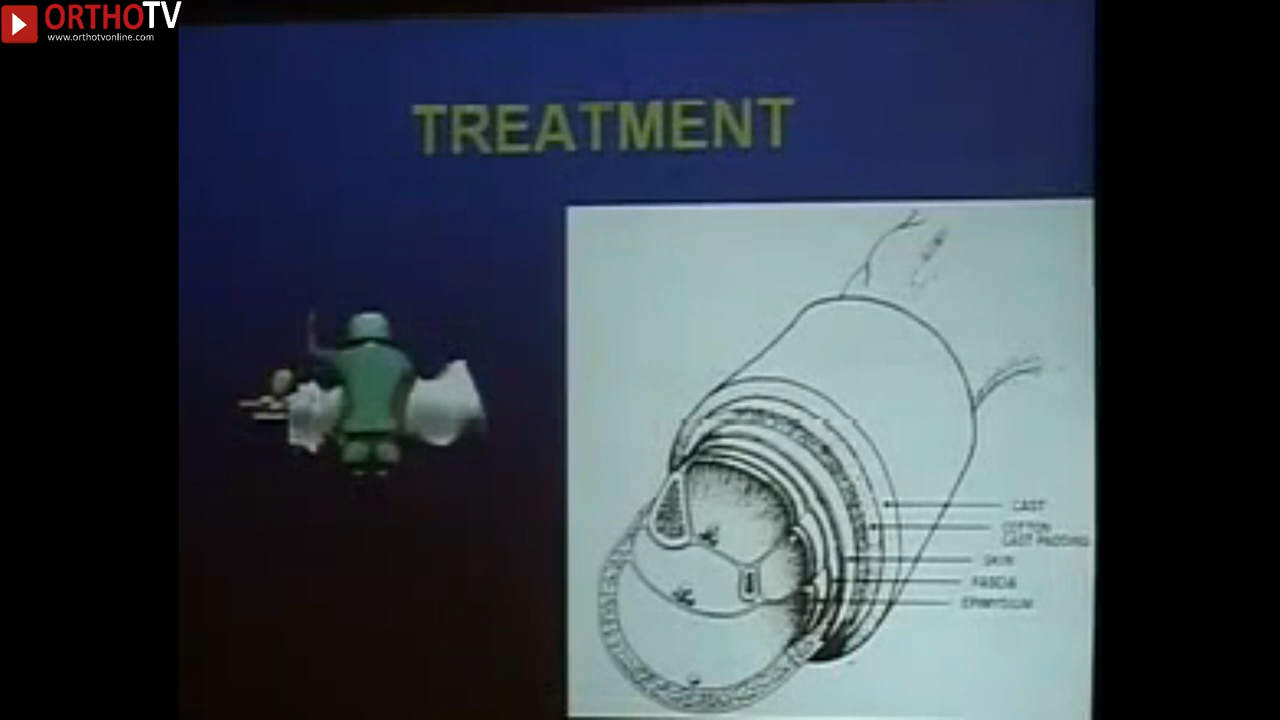 ORTHOTV
www.orthotvonline.com
TREATMENT
CAST
COTTON
CAST PADDING
SKIN
FASCIA
EPIMYSIUM